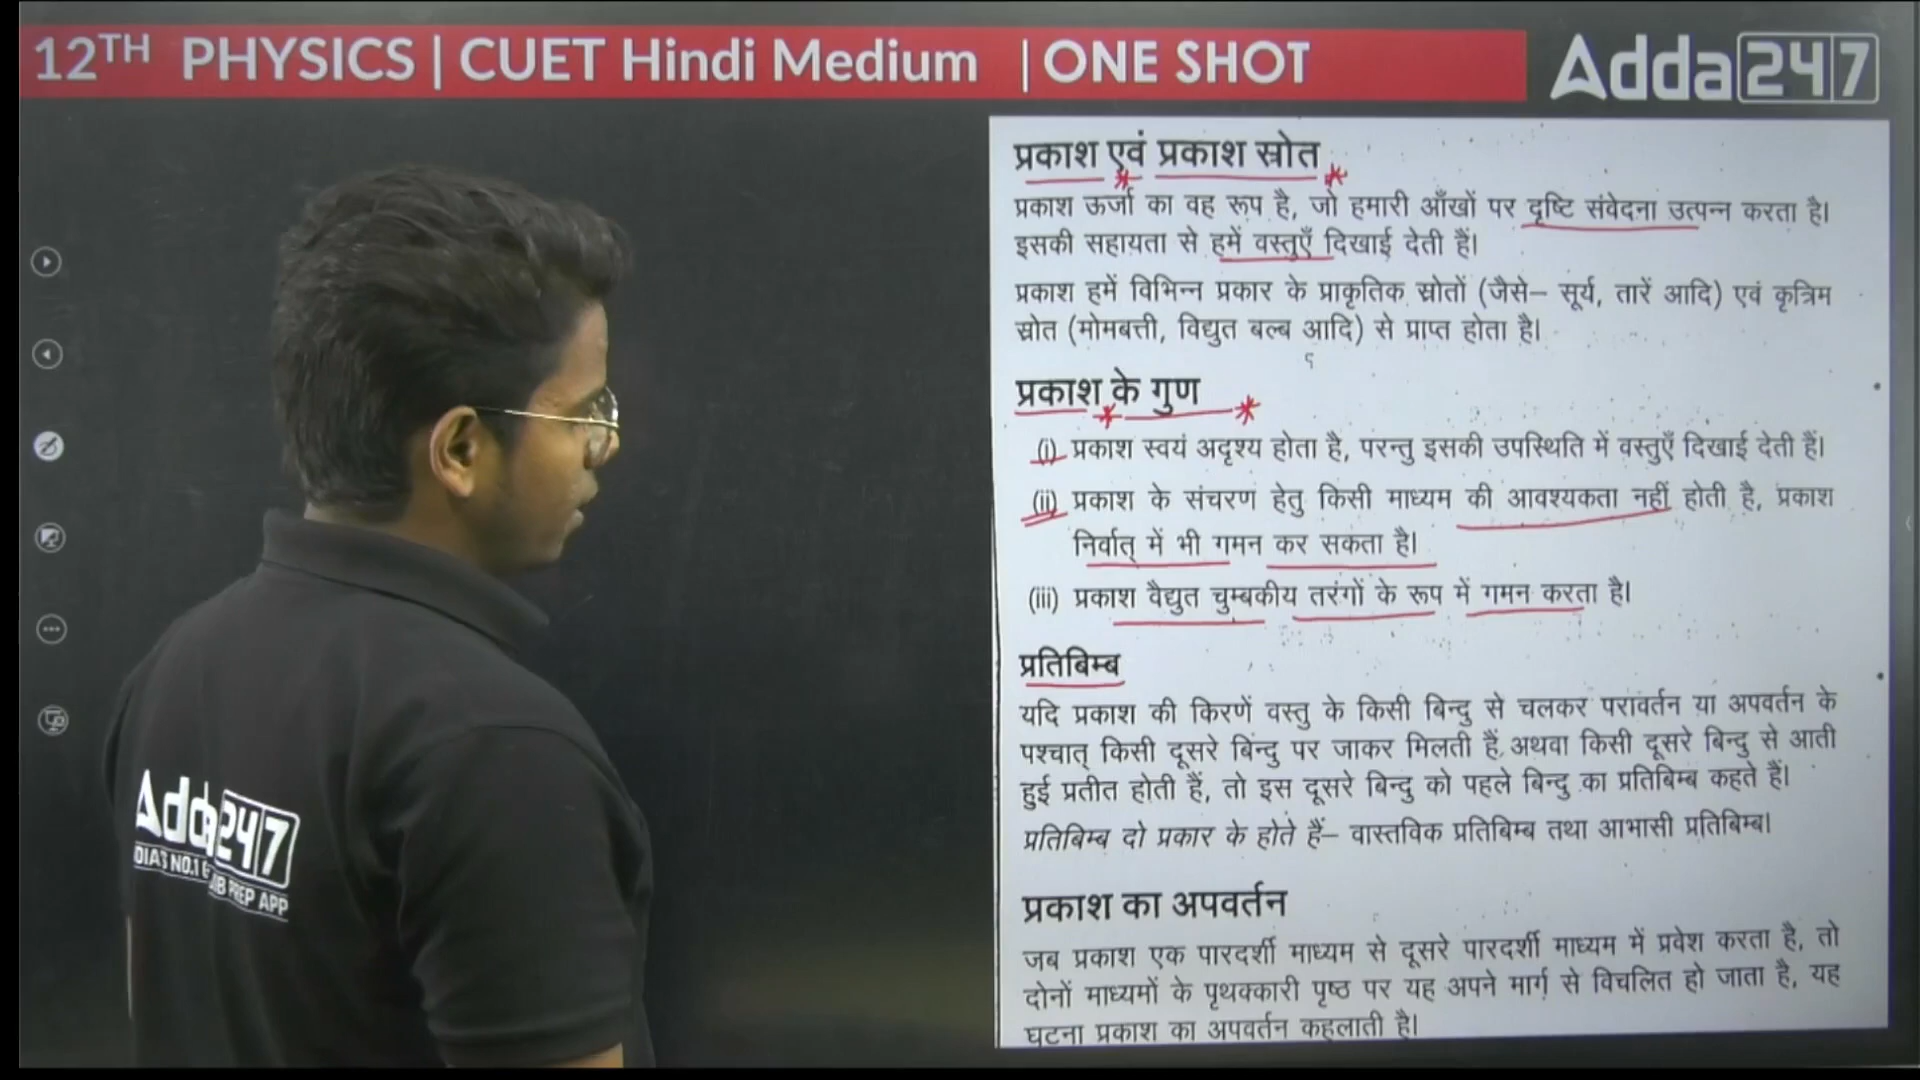 12TH PHYSICS | CUET Hindi Medium | ONE SHOT
Adda247
प्रकाश एवं प्रकाश स्रोत
प्रकाश ऊर्जा का वह रूप है, जो हमारी आँखों पर दृष्टि संवेदना उत्पन्न करता है।
इसकी सहायता से हमें वस्तुएँ दिखाई देती हैं।
प्रकाश हमें विभिन्न प्रकार के प्राकृतिक स्रोतों (जैसे– सूर्य, तारें आदि) एवं कृत्रिम
स्रोत (मोमबत्ती, विद्युत बल्ब आदि) से प्राप्त होता है।
प्रकाश के गुण
(i) प्रकाश स्वयं अदृश्य होता है, परन्तु इसकी उपस्थिति में वस्तुएँ दिखाई देती हैं।
(ii) प्रकाश के संचरण हेतु किसी माध्यम की आवश्यकता नहीं होती है, प्रकाश
निर्वात् में भी गमन कर सकता है।
(iii) प्रकाश वैद्युत चुम्बकीय तरंगों के रूप में गमन करता है।
प्रतिबिम्ब
यदि प्रकाश की किरणें वस्तु के किसी बिन्दु से चलकर परावर्तन या अपवर्तन के
पश्चात् किसी दूसरे बिन्दु पर जाकर मिलती हैं, अथवा किसी दूसरे बिन्दु से आती
हुई प्रतीत होती हैं, तो इस दूसरे बिन्दु को पहले बिन्दु का प्रतिबिम्ब कहते हैं।
प्रतिबिम्ब दो प्रकार के होते हैं– वास्तविक प्रतिबिम्ब तथा आभासी प्रतिबिम्ब।
प्रकाश का अपवर्तन
जब प्रकाश एक पारदर्शी माध्यम से दूसरे पारदर्शी माध्यम में प्रवेश करता है, तो
दोनों माध्यमों के पृथक्कारी पृष्ठ पर यह अपने मार्ग से विचलित हो जाता है, यह
घटना प्रकाश का अपवर्तन कहलाती है।
Adda247
DIA'S NO.1 PREP APP